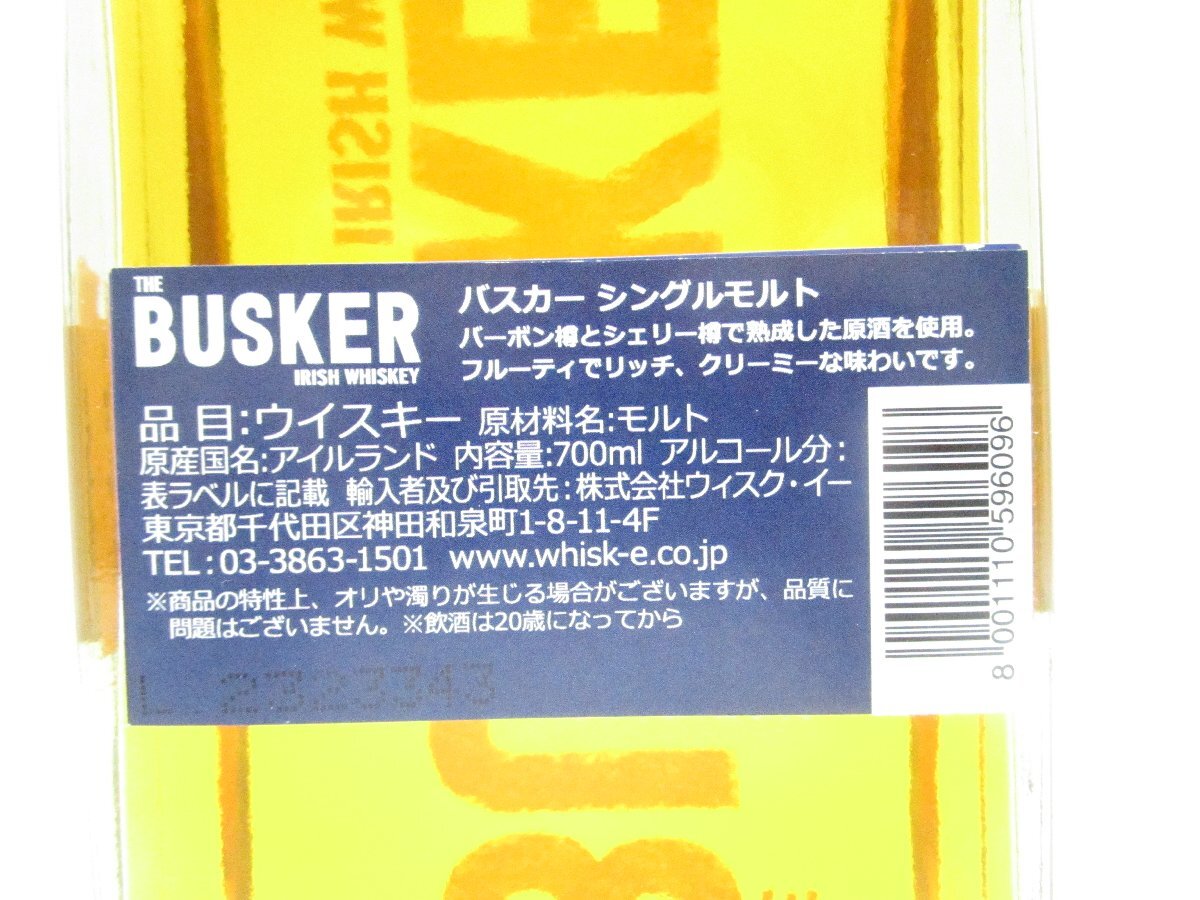 THE
BUSKER
IRISH WHISKEY
バスカー シングルモルト
バーボン樽とシェリー樽で熟成した原酒を使用。
フルーティでリッチ、クリーミーな味わいです。
品 目:ウイスキー 原材料名:モルト
原産国名:アイルランド 内容量:700ml アルコール分:
表ラベルに記載 輸入者及び引取先:株式会社ウィスク・イー
東京都千代田区神田和泉町1-8-11-4F
TEL:03-3863-1501 www.whisk-e.co.jp
※商品の特性上、オリや濁りが生じる場合がございますが、品質に
問題はございません。※飲酒は20歳になってから
8 001110 596096
IRISH W
KE